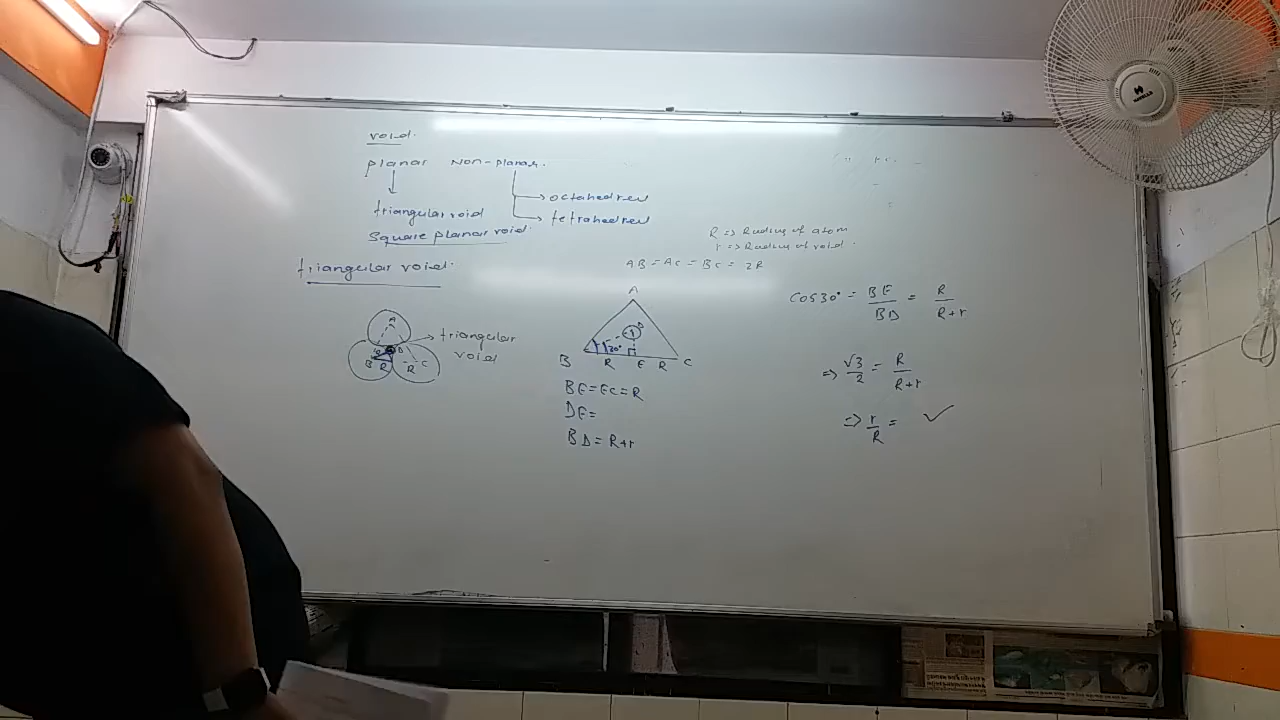 void.
planar Non-planar.
triangular void
Square planar void.
→ octahedral
→ tetrahedral
triangular void.
A
D
B
R
R
C
→ triangular void
R => Radius of atom
r => Radius of void.
AB = AC = BC = 2R
A
30°
B R E R C
BE = EC = R
DE =
BD = R+r
Cos30° = BE/BD = R/R+r
=> √3/2 = R/R+r
=> r/R = ✓